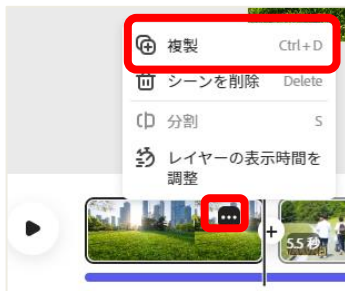 複製 Ctrl+D
シーンを削除 Delete
分割 S
レイヤーの表示時間を
調整
5.5 秒